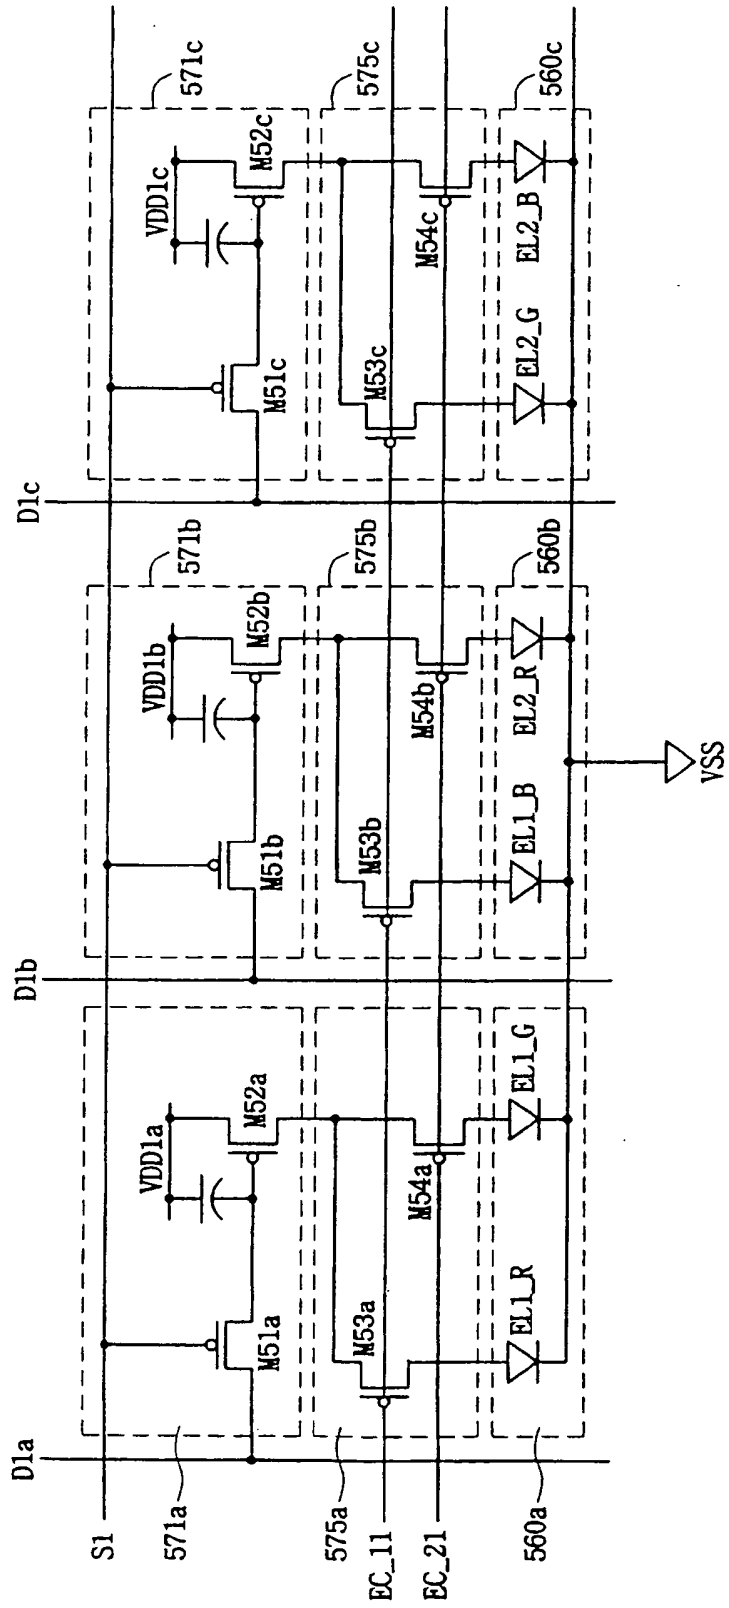 D1a
D1b
D1c
S1
571a
571b
571c
VDD1a
VDD1b
VDD1c
M51a
M52a
M51b
M52b
M51c
M52c
575a
575b
575c
M53a
M54a
M53b
M54b
M53c
M54c
EC_11
EC_21
560a
560b
560c
EL1_R
EL1_G
EL1_B
EL2_R
EL2_G
EL2_B
VSS